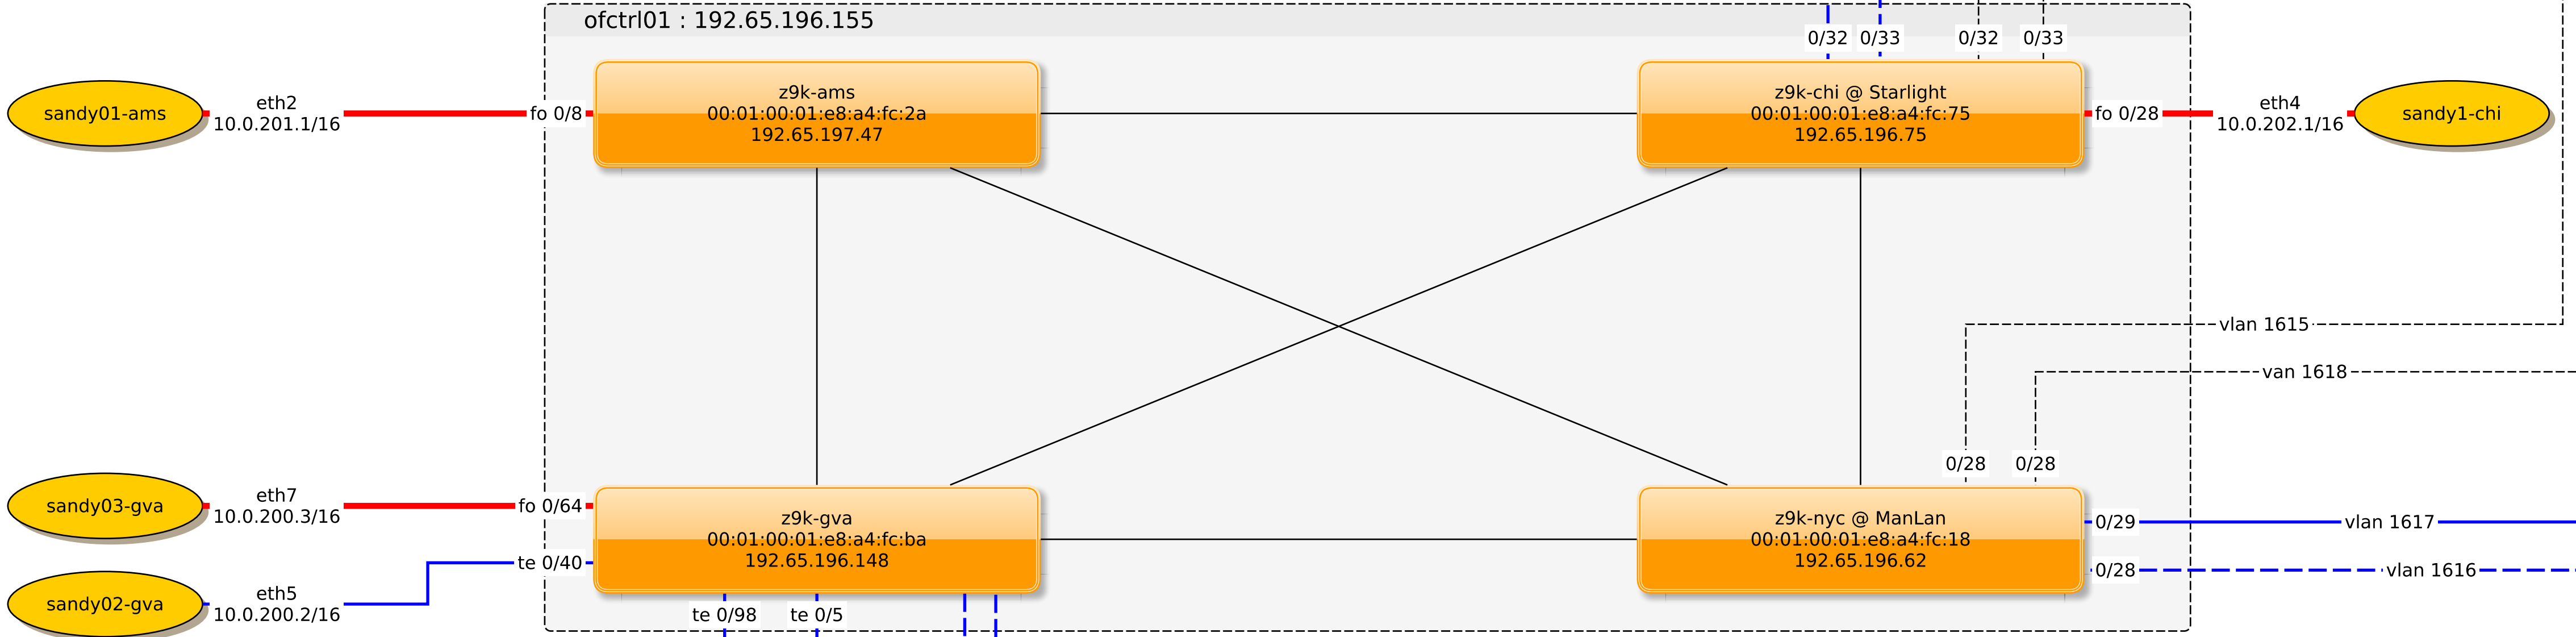 ofctrl01 : 192.65.196.155
0/32
0/33
0/32
0/33
sandy01-ams
eth2
10.0.201.1/16
fo 0/8
z9k-ams
00:01:00:01:e8:a4:fc:2a
192.65.197.47
z9k-chi @ Starlight
00:01:00:01:e8:a4:fc:75
192.65.196.75
fo 0/28
eth4
10.0.202.1/16
sandy1-chi
vlan 1615
van 1618
0/28
0/28
sandy03-gva
eth7
10.0.200.3/16
fo 0/64
z9k-gva
00:01:00:01:e8:a4:fc:ba
192.65.196.148
z9k-nyc @ ManLan
00:01:00:01:e8:a4:fc:18
192.65.196.62
0/29
vlan 1617
te 0/40
0/28
vlan 1616
sandy02-gva
eth5
10.0.200.2/16
te 0/98
te 0/5